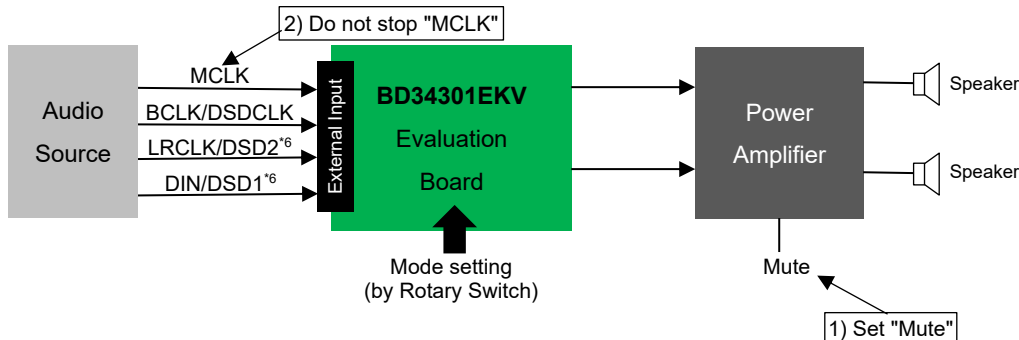 2) Do not stop "MCLK"
Audio
Source
MCLK
BCLK/DSDCLK
LRCLK/DSD2*6
DIN/DSD1*6
External Input
BD34301EKV
Evaluation
Board
Mode setting
(by Rotary Switch)
Power
Amplifier
Speaker
Speaker
Mute
1) Set "Mute"